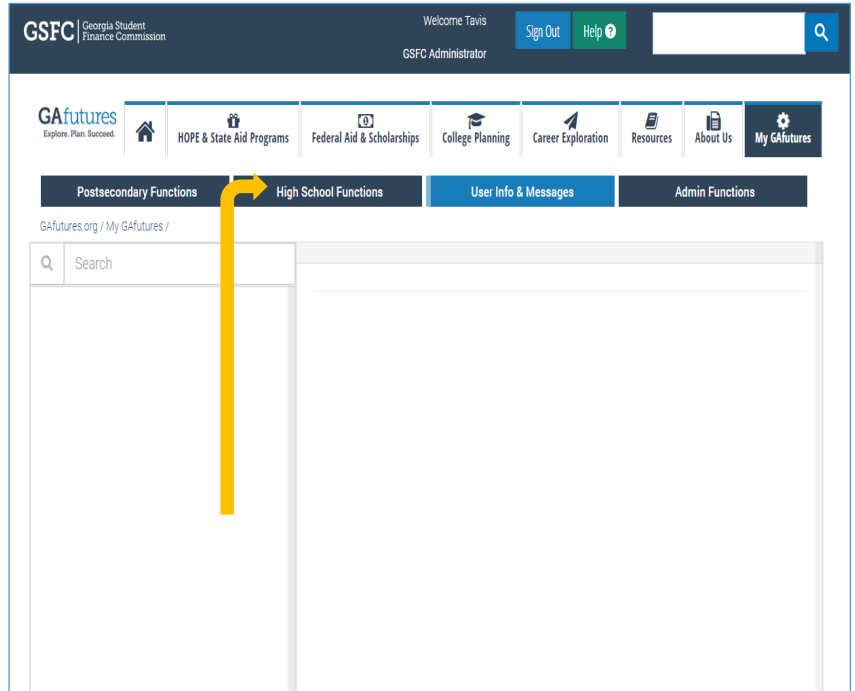 GSFC Georgia Student
Finance Commission
Welcome Tavis
GSFC Administrator
Sign Out
Help ?
GAfutures
Explore. Plan. Succeed.
HOPE & State Aid Programs
Federal Aid & Scholarships
College Planning
Career Exploration
Resources
About Us
My GAfutures
Postsecondary Functions
High School Functions
User Info & Messages
Admin Functions
GAfutures.org / My GAfutures /
Search